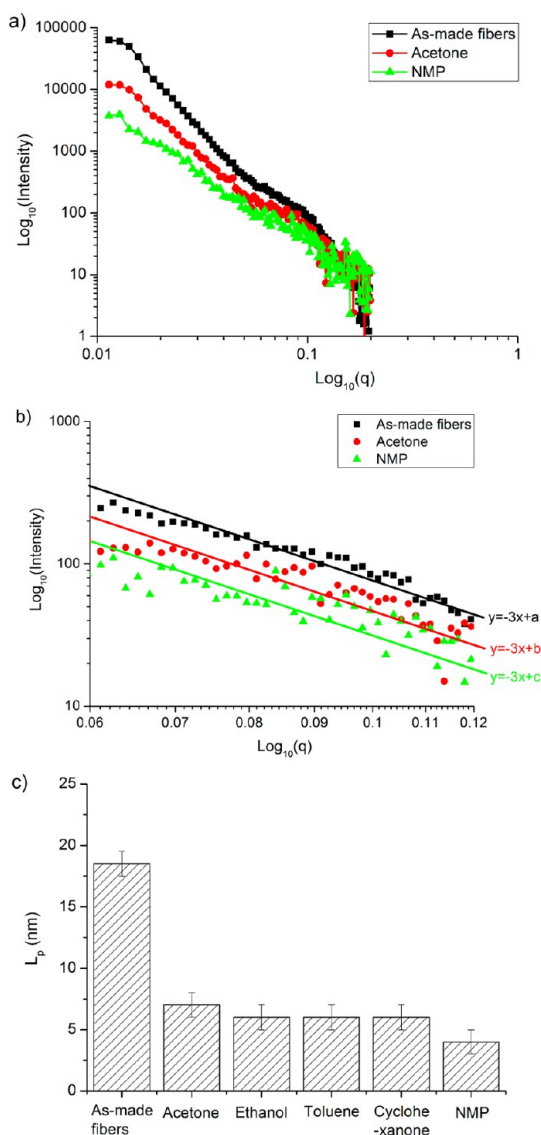 a)
100000
10000
1000
100
10
1
Log10(Intensity)
As-made fibers
Acetone
NMP
0.01
0.1
1
Log10(q)
b)
1000
100
10
Log10(Intensity)
As-made fibers
Acetone
NMP
y=-3x+a
y=-3x+b
y=-3x+c
0.06
0.07
0.08
0.09
0.1
0.11
0.12
Log10(q)
c)
25
20
15
10
5
0
Lp (nm)
As-made
fibers
Acetone
Ethanol
Toluene
Cyclohe
-xanone
NMP